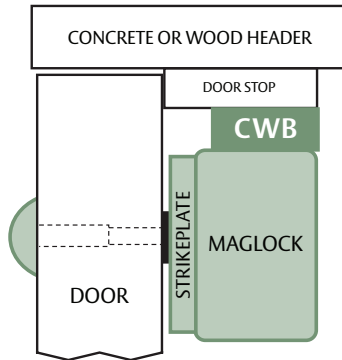 CONCRETE OR WOOD HEADER
DOOR STOP
CWB
STRIKEPLATE
MAGLOCK
DOOR